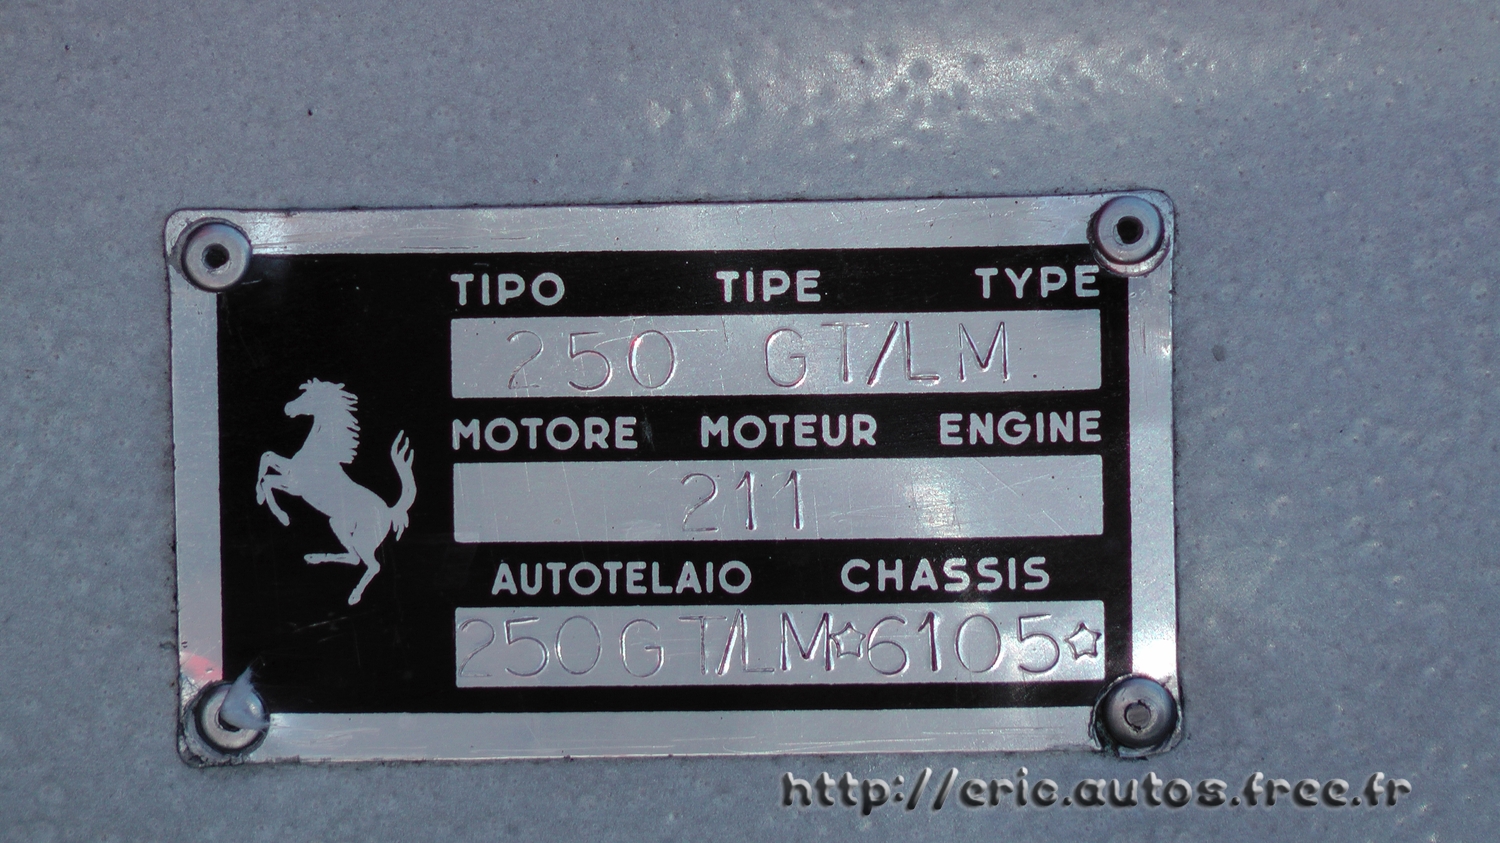 TIPO TIPE TYPE
250 GT/LM
MOTORE MOTEUR ENGINE
211
AUTOTELAIO CHASSIS
250GT/LM☆6105☆
http://eric.autos.free.fr